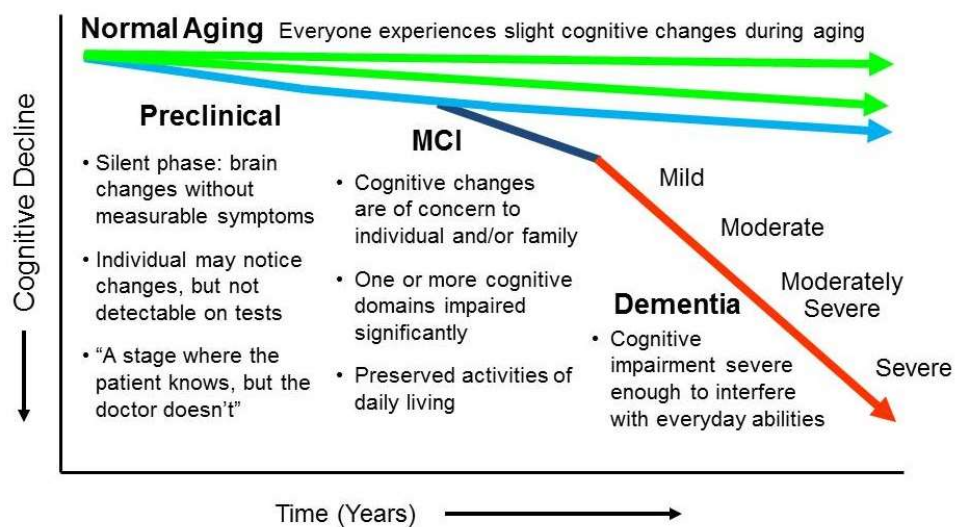 Normal Aging Everyone experiences slight cognitive changes during aging
Preclinical
• Silent phase: brain
changes without
measurable symptoms
• Individual may notice
changes, but not
detectable on tests
• “A stage where the
patient knows, but the
doctor doesn’t”
MCI
• Cognitive changes
are of concern to
individual and/or family
• One or more cognitive
domains impaired
significantly
• Preserved activities of
daily living
Dementia
• Cognitive
impairment severe
enough to interfere
with everyday abilities
Mild
Moderate
Moderately
Severe
Severe
Cognitive Decline
Time (Years)